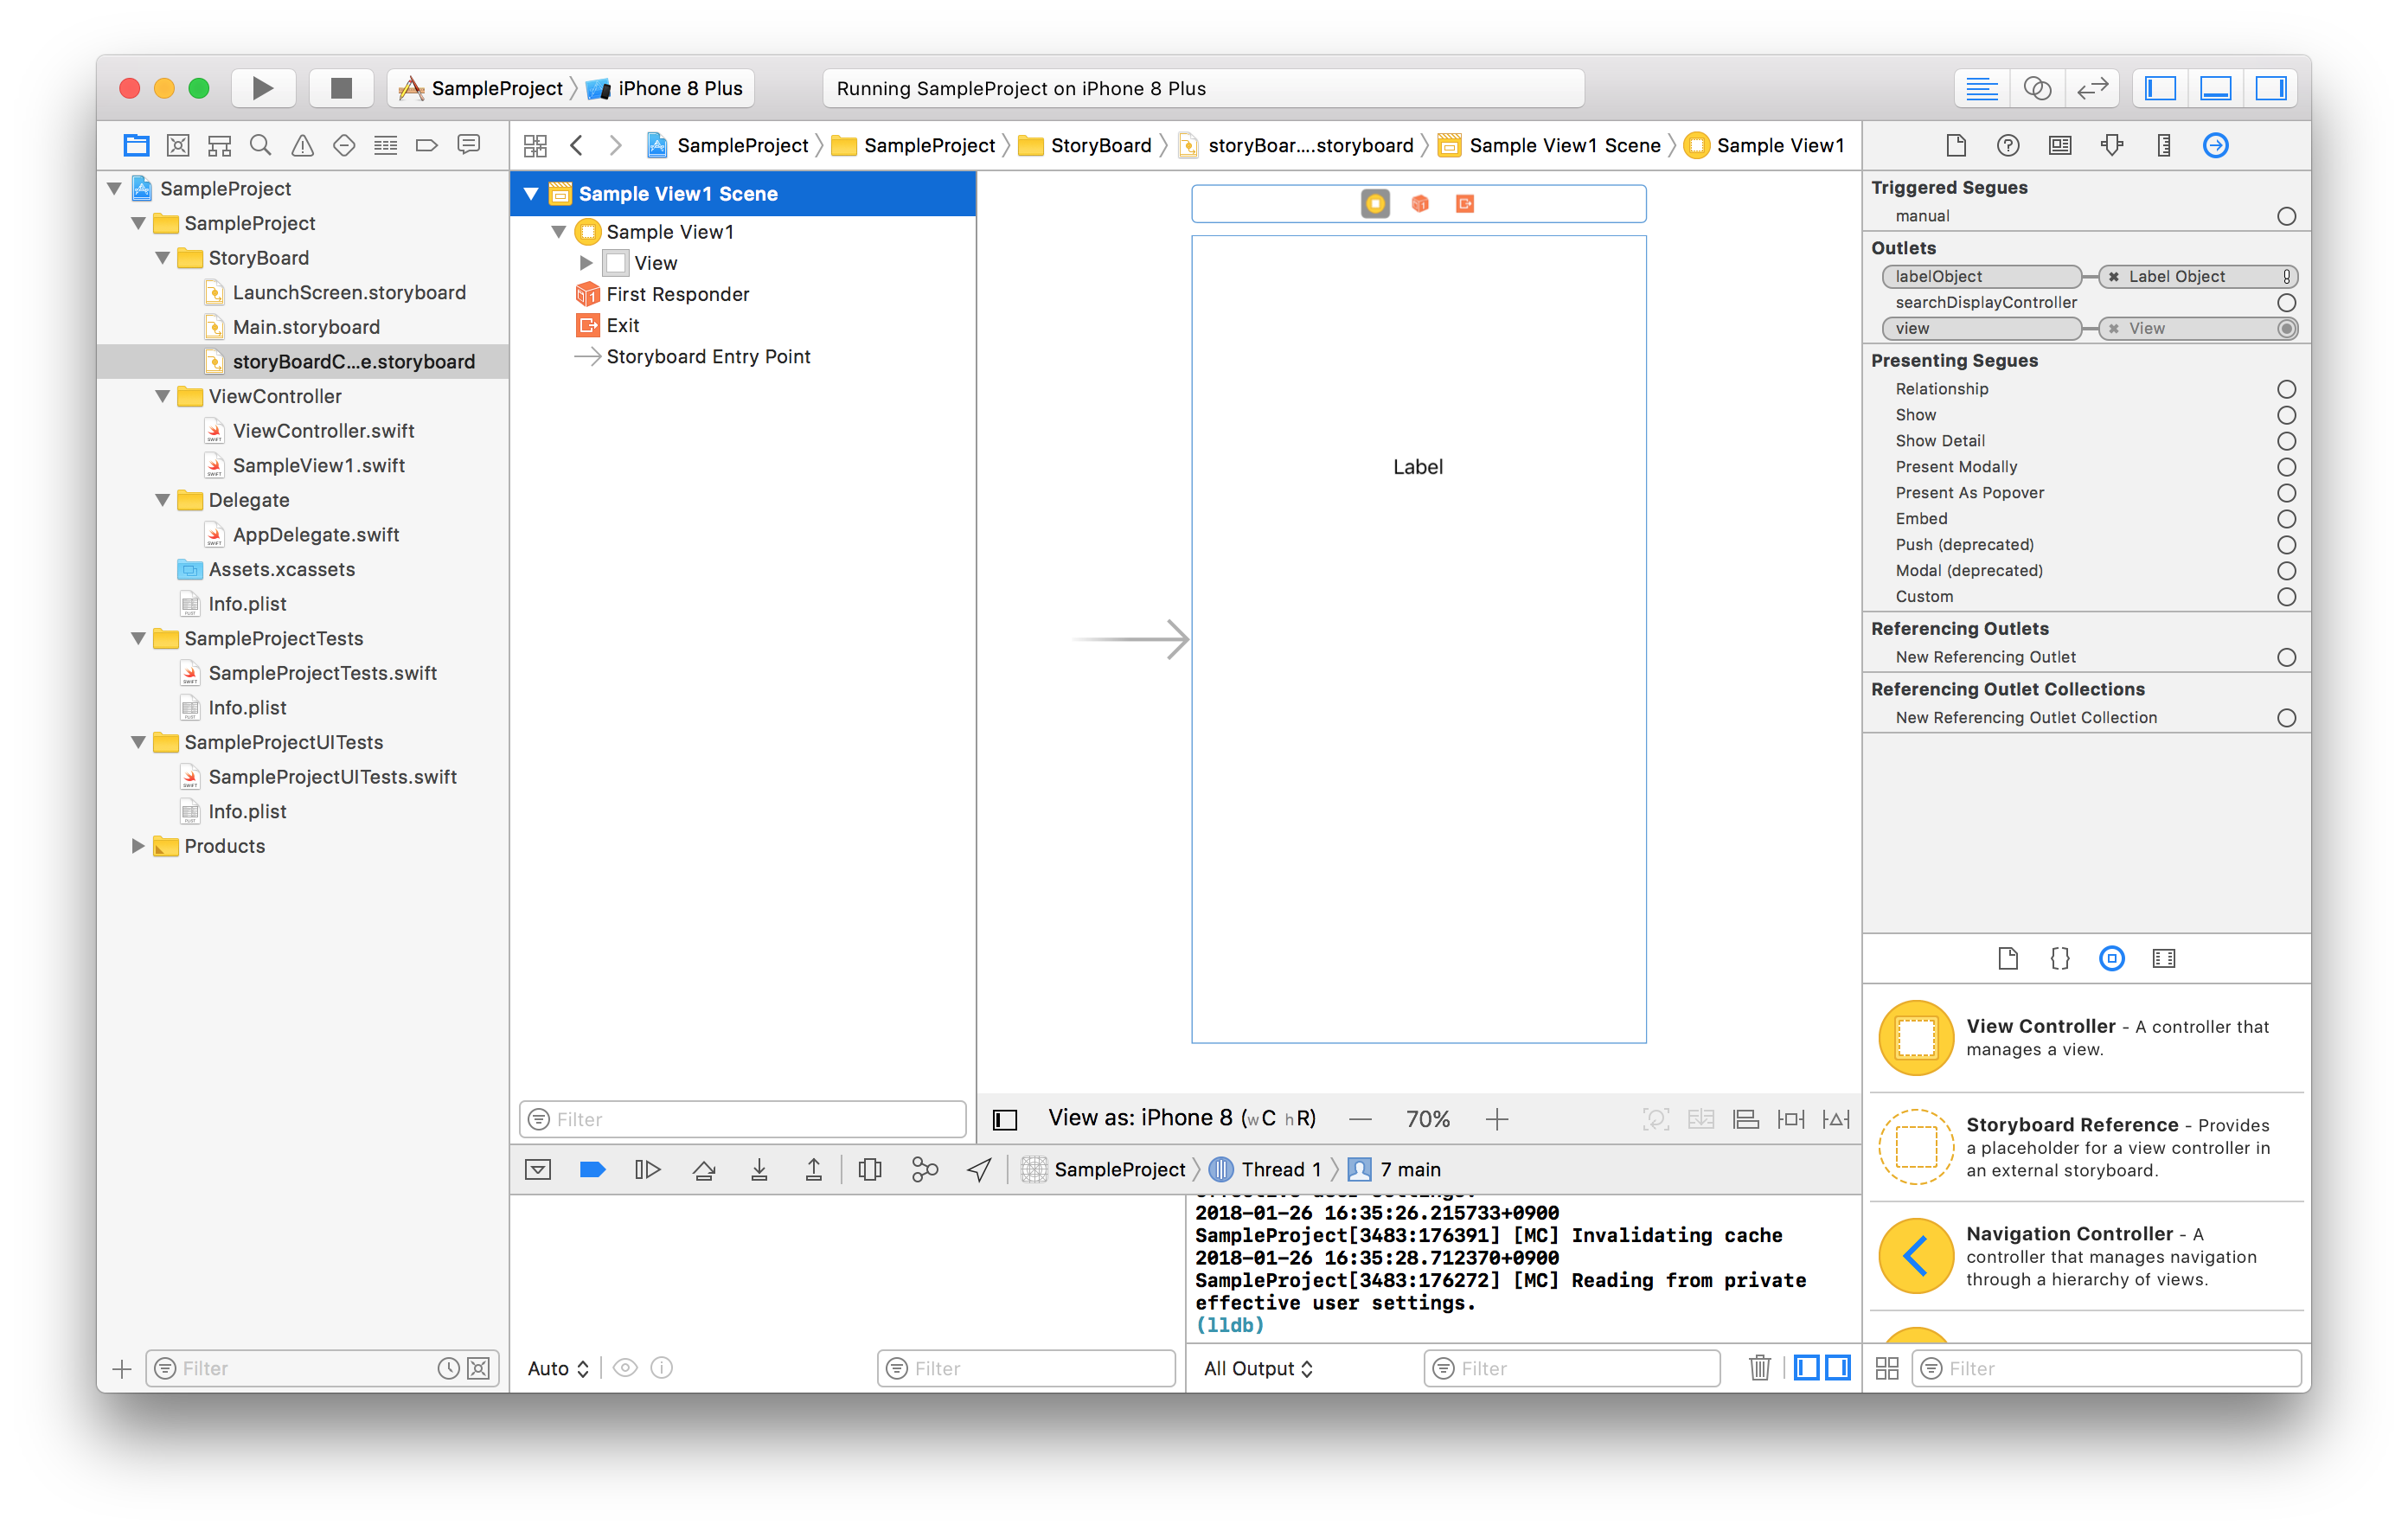 SampleProject
iPhone 8 Plus
Running SampleProject on iPhone 8 Plus
SampleProject
SampleProject
StoryBoard
storyBoar....storyboard
Sample View1 Scene
Sample View1
SampleProject
SampleProject
StoryBoard
LaunchScreen.storyboard
Main.storyboard
storyBoardC...e.storyboard
ViewController
ViewController.swift
SampleView1.swift
Delegate
AppDelegate.swift
Assets.xcassets
Info.plist
SampleProjectTests
SampleProjectTests.swift
Info.plist
SampleProjectUITests
SampleProjectUITests.swift
Info.plist
Products
Filter
Sample View1 Scene
Sample View1
View
First Responder
Exit
Storyboard Entry Point
Filter
Label
View as: iPhone 8 (wC hR)
70%
SampleProject
Thread 1
7 main
effective user settings.
2018-01-26 16:35:26.215733+0900
SampleProject[3483:176391] [MC] Invalidating cache
2018-01-26 16:35:28.712370+0900
SampleProject[3483:176272] [MC] Reading from private
effective user settings.
(lldb)
Auto
Filter
All Output
Filter
Triggered Segues
manual
Outlets
labelObject
Label Object
searchDisplayController
view
View
Presenting Segues
Relationship
Show
Show Detail
Present Modally
Present As Popover
Embed
Push (deprecated)
Modal (deprecated)
Custom
Referencing Outlets
New Referencing Outlet
Referencing Outlet Collections
New Referencing Outlet Collection
View Controller - A controller that
manages a view.
Storyboard Reference - Provides
a placeholder for a view controller in
an external storyboard.
Navigation Controller - A
controller that manages navigation
through a hierarchy of views.
Filter